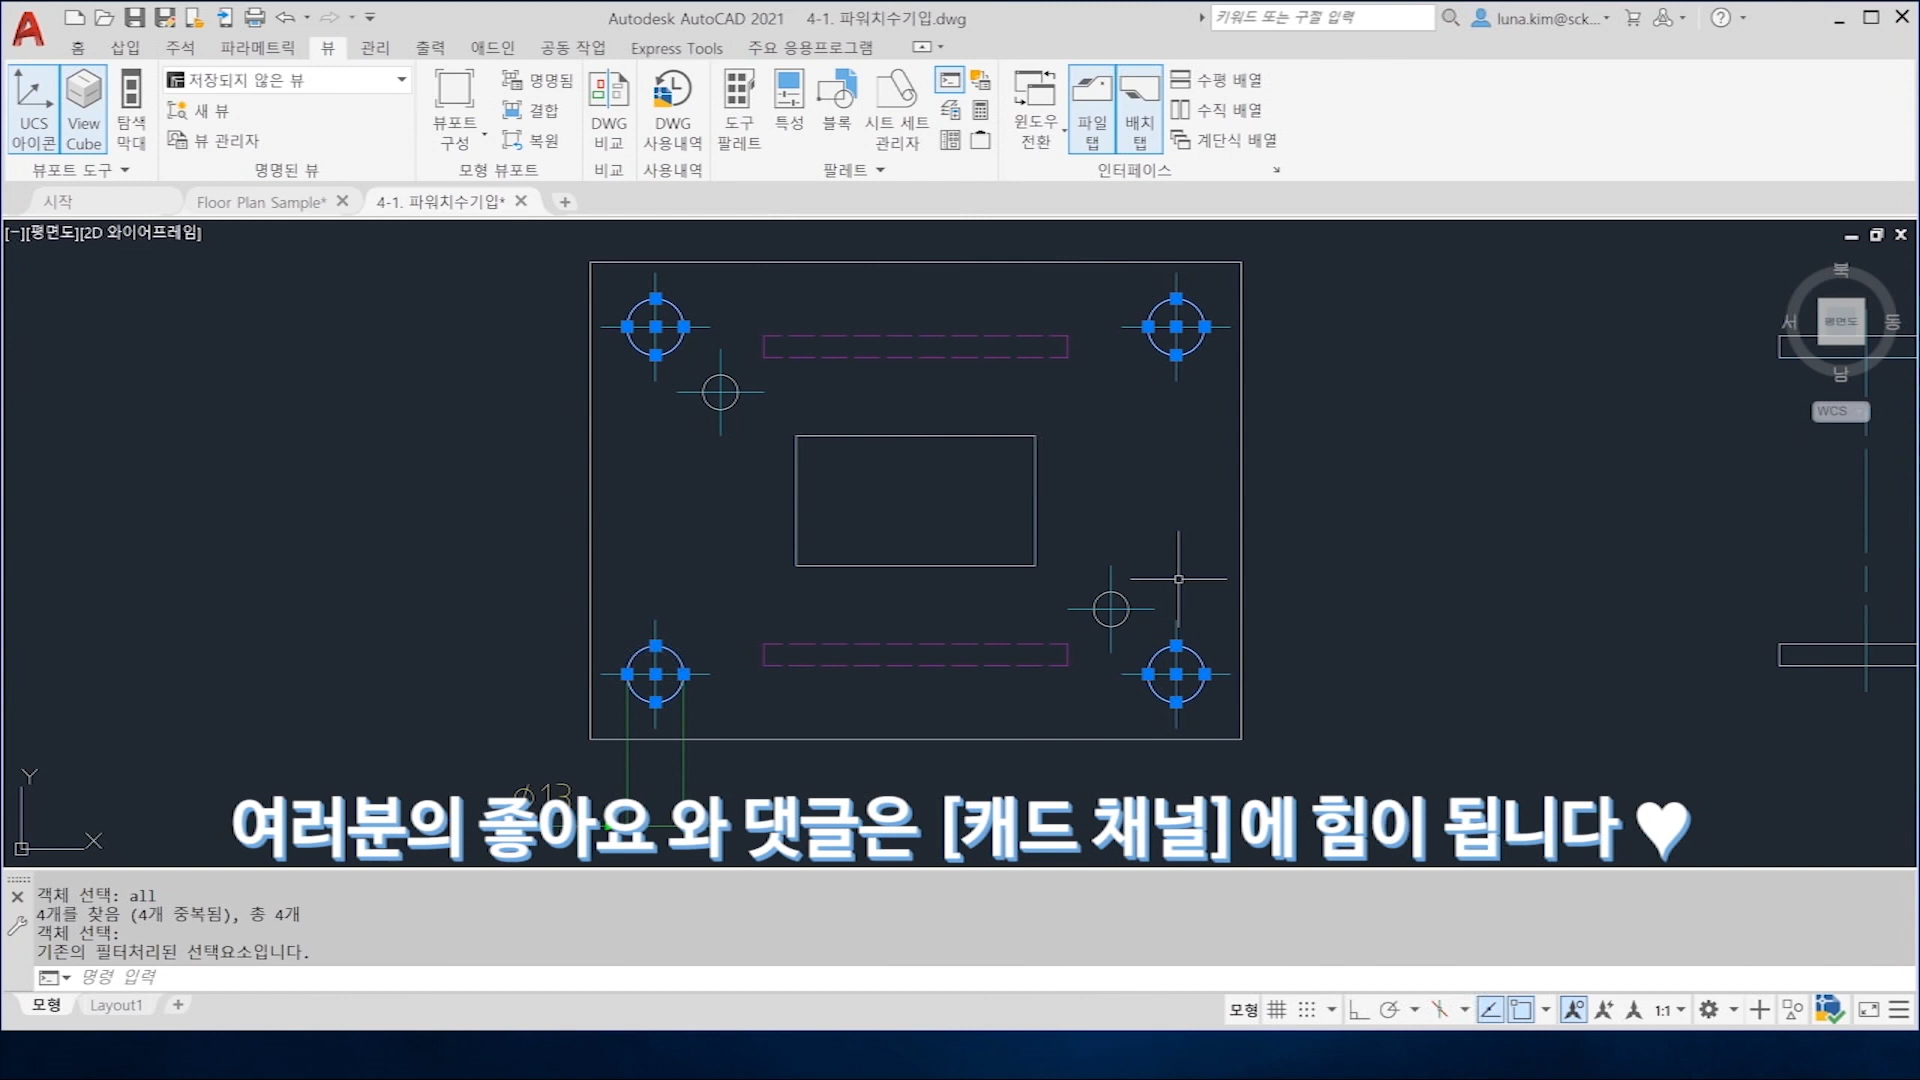 Autodesk AutoCAD 2021 4-1. 파워치수기입.dwg
키워드 또는 구절 입력
luna.kim@sck...
홈 삽입 주석 파라메트릭 뷰 관리 출력 애드인 공동 작업 Express Tools 주요 응용프로그램
UCS 아이콘
View Cube
탐색 막대
뷰포트 도구
저장되지 않은 뷰
새 뷰
뷰 관리자
명명된 뷰
뷰포트 구성
명명됨
결합
복원
모형 뷰포트
DWG 비교
비교
DWG 사용내역
사용내역
도구 팔레트
특성
블록
시트 세트 관리자
팔레트
윈도우 전환
파일 탭
배치 탭
수평 배열
수직 배열
계단식 배열
인터페이스
시작
Floor Plan Sample*
4-1. 파워치수기입*
[−][평면도][2D 와이어프레임]
북
서
평면도
동
남
WCS
∅13
Y
X
여러분의 좋아요 와 댓글은 [캐드 채널]에 힘이 됩니다 ♥
객체 선택: all
4개를 찾음 (4개 중복됨), 총 4개
객체 선택:
기존의 필터처리된 선택요소입니다.
명령 입력
모형 Layout1
모형
1:1